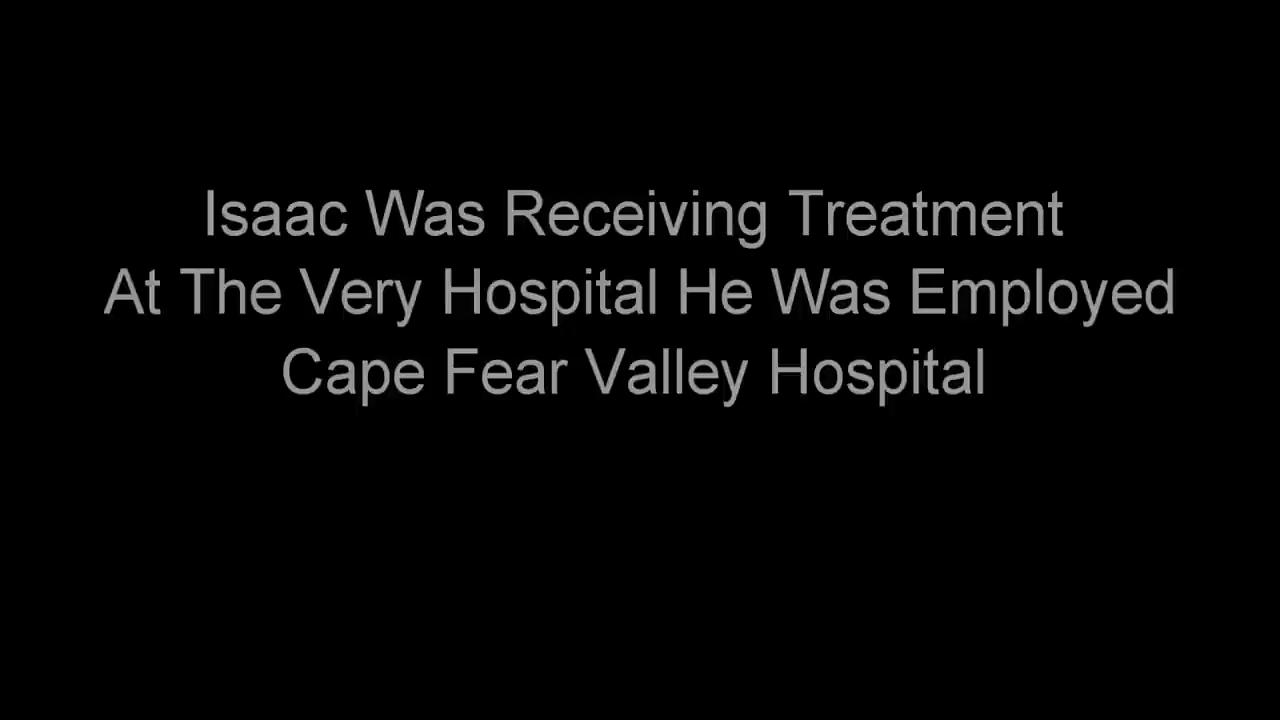 Isaac Was Receiving Treatment
At The Very Hospital He Was Employed
Cape Fear Valley Hospital